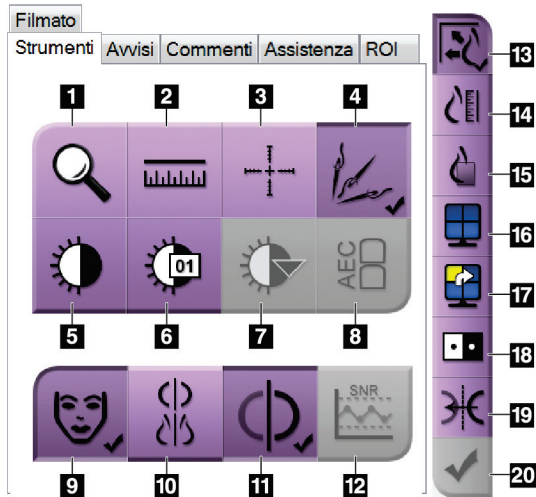 Filmato
Strumenti Avvisi Commenti Assistenza ROI
1 2 3 4
01
AEC
5 6 7 8
SNR
9 10 11 12
13
14
15
16
17
18
19
20